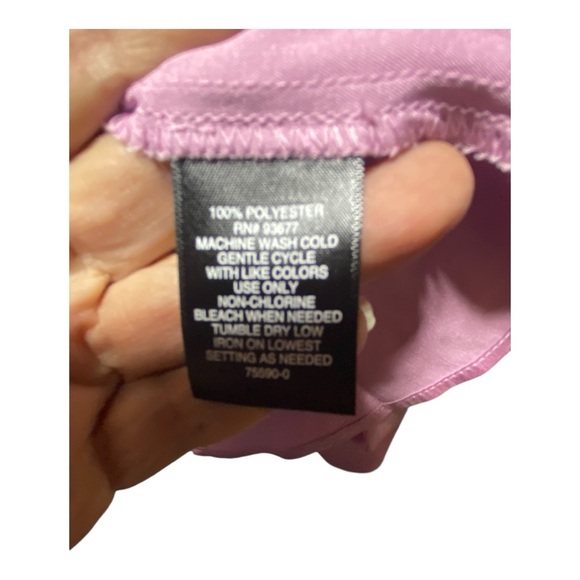 100% POLYESTER
RN# 93677
MACHINE WASH COLD
GENTLE CYCLE
WITH LIKE COLORS
USE ONLY
NON-CHLORINE
BLEACH WHEN NEEDED
TUMBLE DRY LOW
IRON ON LOWEST
SETTING AS NEEDED
75590-0